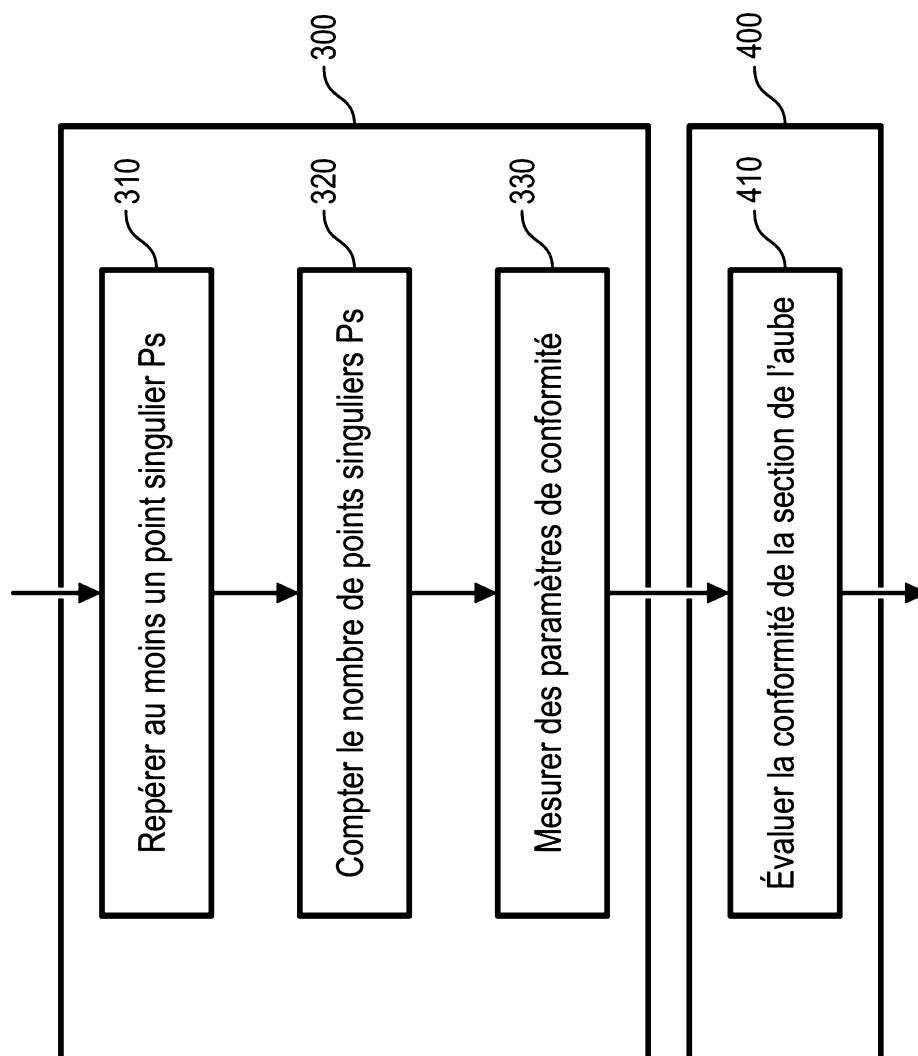 300
310
Repérer au moins un point singulier Ps
320
Compter le nombre de points singuliers Ps
330
Mesurer des paramètres de conformité
400
410
Évaluer la conformité de la section de l'aube